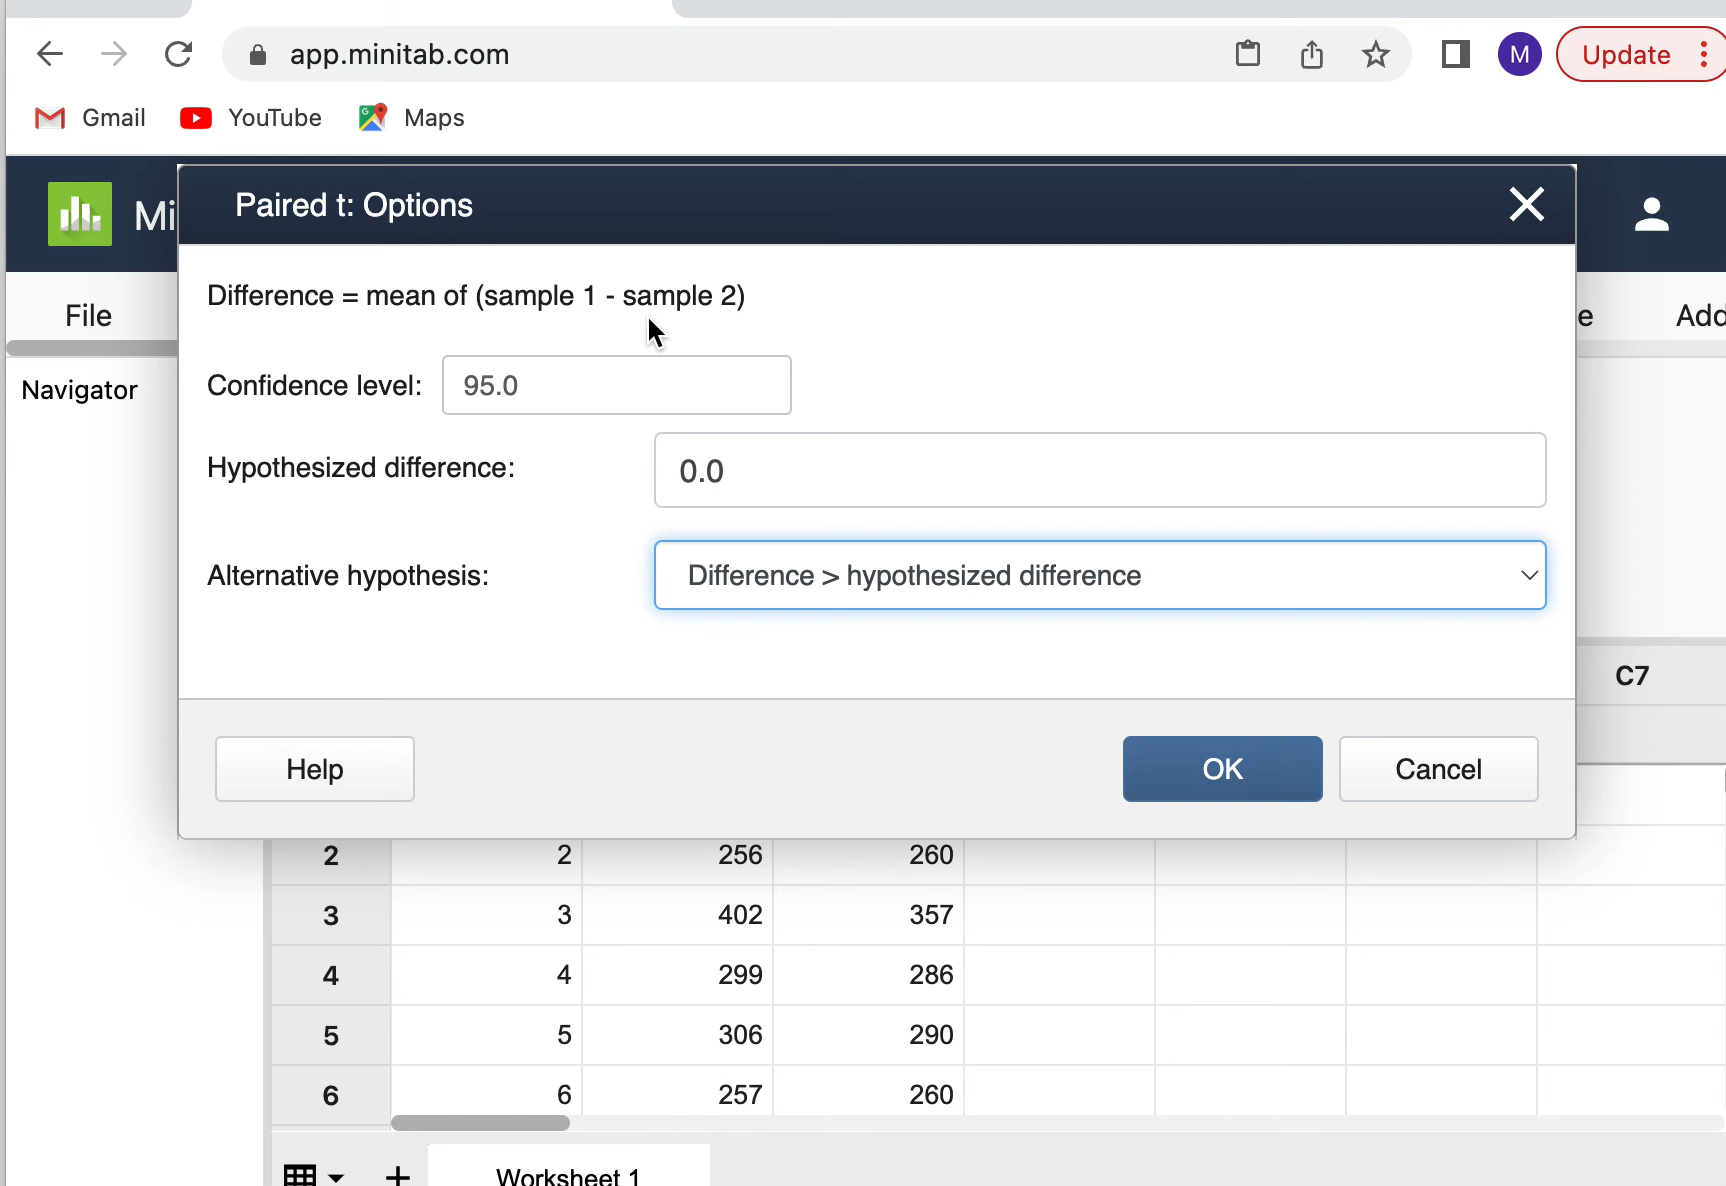 app.minitab.com
M
Update
Gmail
YouTube
Maps
Mi
Paired t: Options
Difference = mean of (sample 1 - sample 2)
File
e
Add
Navigator
Confidence level:
95.0
Hypothesized difference:
0.0
Alternative hypothesis:
Difference > hypothesized difference
C7
Help
OK
Cancel
2 2 256 260
3 3 402 357
4 4 299 286
5 5 306 290
6 6 257 260
+
Worksheet 1